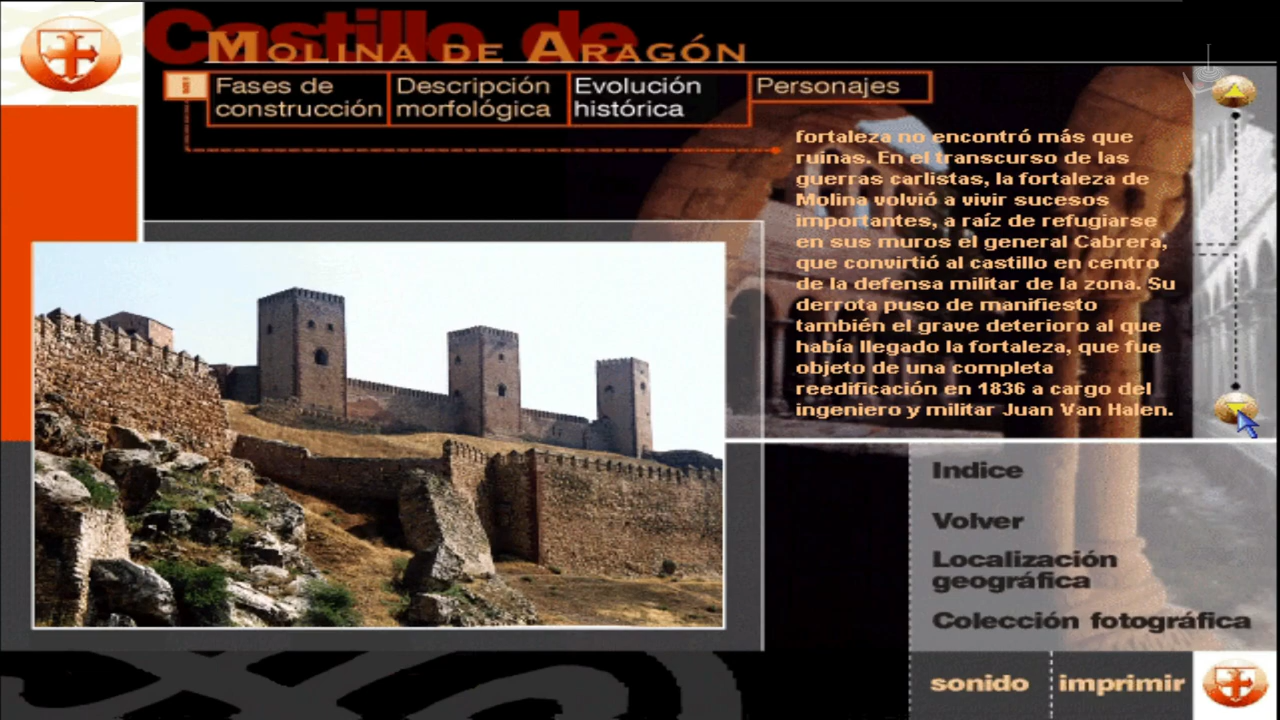 Castillo de
MOLINA DE ARAGÓN
i
Fases de
construcción
Descripción
morfológica
Evolución
histórica
Personajes
fortaleza no encontró más que
ruinas. En el transcurso de las
guerras carlistas, la fortaleza de
Molina volvió a vivir sucesos
importantes, a raíz de refugiarse
en sus muros el general Cabrera,
que convirtió al castillo en centro
de la defensa militar de la zona. Su
derrota puso de manifiesto
también el grave deterioro al que
había llegado la fortaleza, que fue
objeto de una completa
reedificación en 1836 a cargo del
ingeniero y militar Juan Van Halen.
Indice
Volver
Localización
geográfica
Colección fotográfica
sonido
imprimir